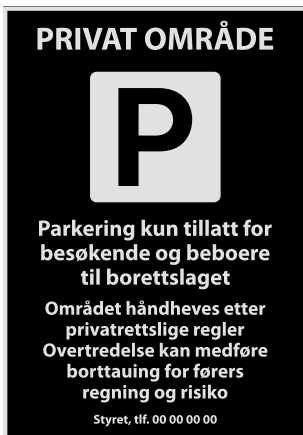 PRIVAT OMRÅDE
P
Parkering kun tillatt for
besøkende og beboere
til borettslaget
Området håndheves etter
privatrettslige regler
Overtredelse kan medføre
borttauing for førers
regning og risiko
Styret, tlf. 00 00 00 00